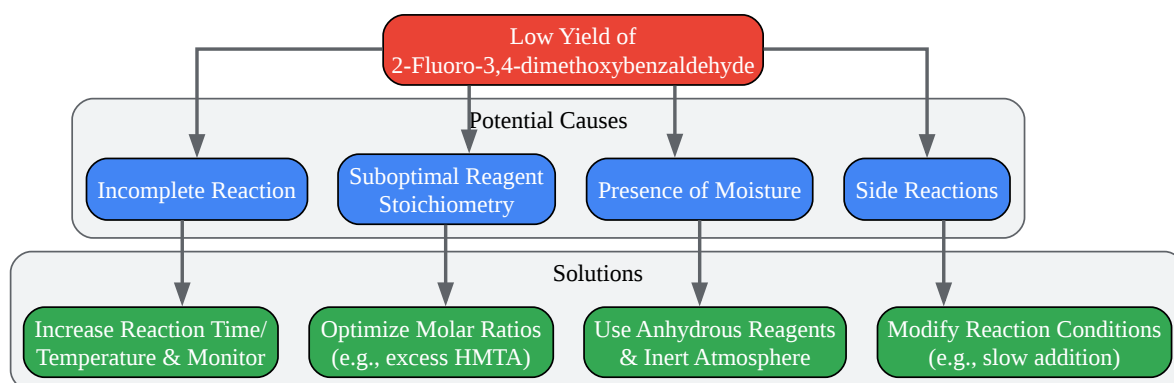 Low Yield of
2-Fluoro-3,4-dimethoxybenzaldehyde
Potential Causes
Incomplete Reaction
Suboptimal Reagent
Stoichiometry
Presence of Moisture
Side Reactions
Solutions
Increase Reaction Time/
Temperature & Monitor
Optimize Molar Ratios
(e.g., excess HMTA)
Use Anhydrous Reagents
& Inert Atmosphere
Modify Reaction Conditions
(e.g., slow addition)